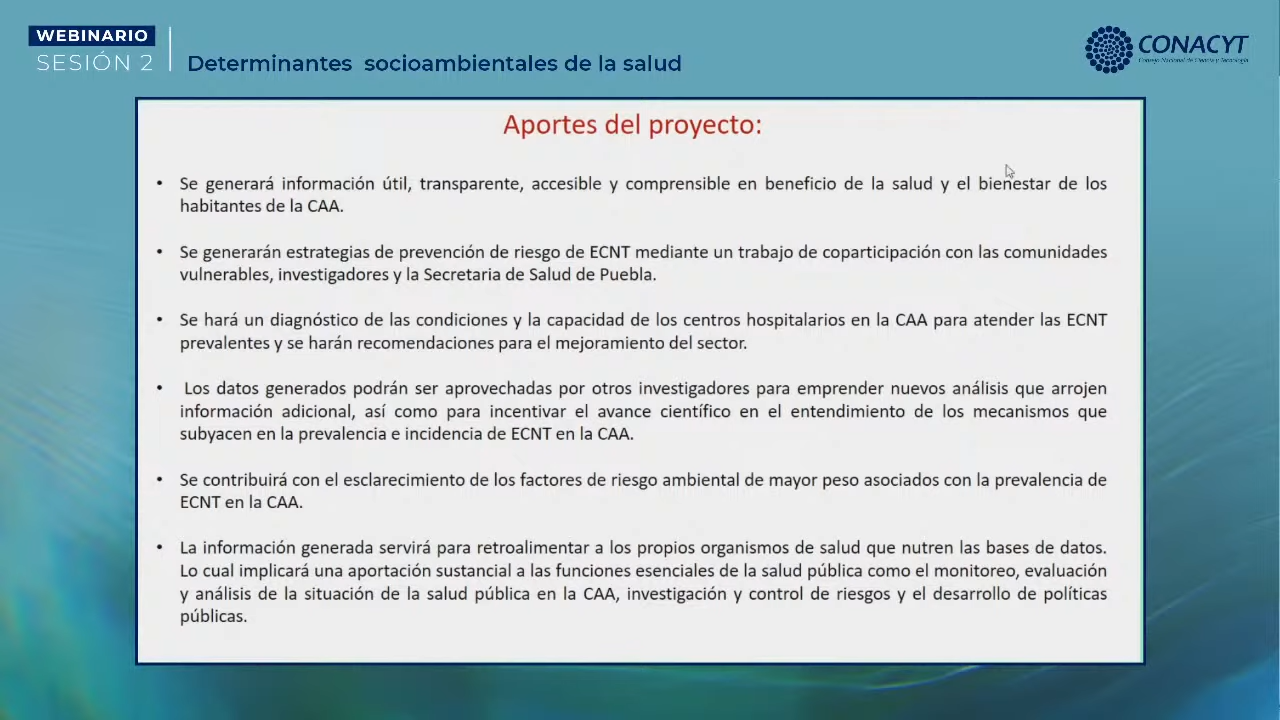 WEBINARIO
SESIÓN 2
Determinantes socioambientales de la salud
CONACYT
Consejo Nacional de Ciencia y Tecnología
Aportes del proyecto:
• Se generará información útil, transparente, accesible y comprensible en beneficio de la salud y el bienestar de los
habitantes de la CAA.
• Se generarán estrategias de prevención de riesgo de ECNT mediante un trabajo de coparticipación con las comunidades
vulnerables, investigadores y la Secretaria de Salud de Puebla.
• Se hará un diagnóstico de las condiciones y la capacidad de los centros hospitalarios en la CAA para atender las ECNT
prevalentes y se harán recomendaciones para el mejoramiento del sector.
• Los datos generados podrán ser aprovechadas por otros investigadores para emprender nuevos análisis que arrojen
información adicional, así como para incentivar el avance científico en el entendimiento de los mecanismos que
subyacen en la prevalencia e incidencia de ECNT en la CAA.
• Se contribuirá con el esclarecimiento de los factores de riesgo ambiental de mayor peso asociados con la prevalencia de
ECNT en la CAA.
• La información generada servirá para retroalimentar a los propios organismos de salud que nutren las bases de datos.
Lo cual implicará una aportación sustancial a las funciones esenciales de la salud pública como el monitoreo, evaluación
y análisis de la situación de la salud pública en la CAA, investigación y control de riesgos y el desarrollo de políticas
públicas.